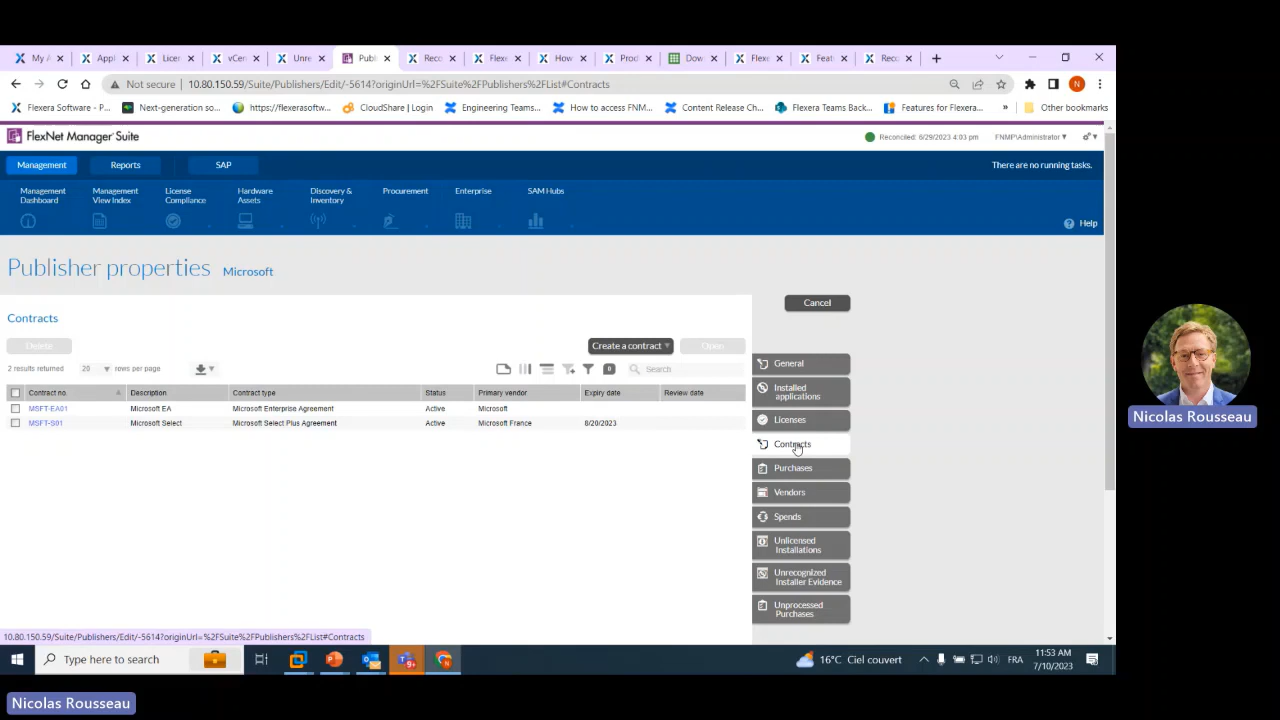 My A
Appl
Licer
vCer
Unre
Publ
Reco
Flexe
How
Prod
Dow
Flexe
Feat
Reco
Not secure
10.80.150.59/Suite/Publishers/Edit/-5614?originUrl=%2FSuite%2FPublishers%2FList#Contracts
N
Flexera Software - P...
Next-generation so...
https://flexerasoftw...
CloudShare | Login
Engineering Teams...
How to access FNM...
Content Release Ch...
Flexera Teams Back...
Features for Flexera...
»
Other bookmarks
FlexNet Manager Suite
Reconciled: 6/29/2023 4:03 pm
FNMP\Administrator
Management
Reports
SAP
There are no running tasks.
Management Dashboard
Management View Index
License Compliance
Hardware Assets
Discovery & Inventory
Procurement
Enterprise
SAM Hubs
Help
Publisher properties Microsoft
Cancel
Contracts
Delete
Create a contract
Open
2 results returned
20
rows per page
0
Search
Contract no. Description Contract type Status Primary vendor Expiry date Review date
MSFT-EA01 Microsoft EA Microsoft Enterprise Agreement Active Microsoft
MSFT-S01 Microsoft Select Microsoft Select Plus Agreement Active Microsoft France 8/20/2023
General
Installed applications
Licenses
Contracts
Purchases
Vendors
Spends
Unlicensed Installations
Unrecognized Installer Evidence
Unprocessed Purchases
Nicolas Rousseau
10.80.150.59/Suite/Publishers/Edit/-5614?originUrl=%2FSuite%2FPublishers%2FList#Contracts
Type here to search
9+
16°C Ciel couvert
FRA
11:53 AM
7/10/2023
Nicolas Rousseau